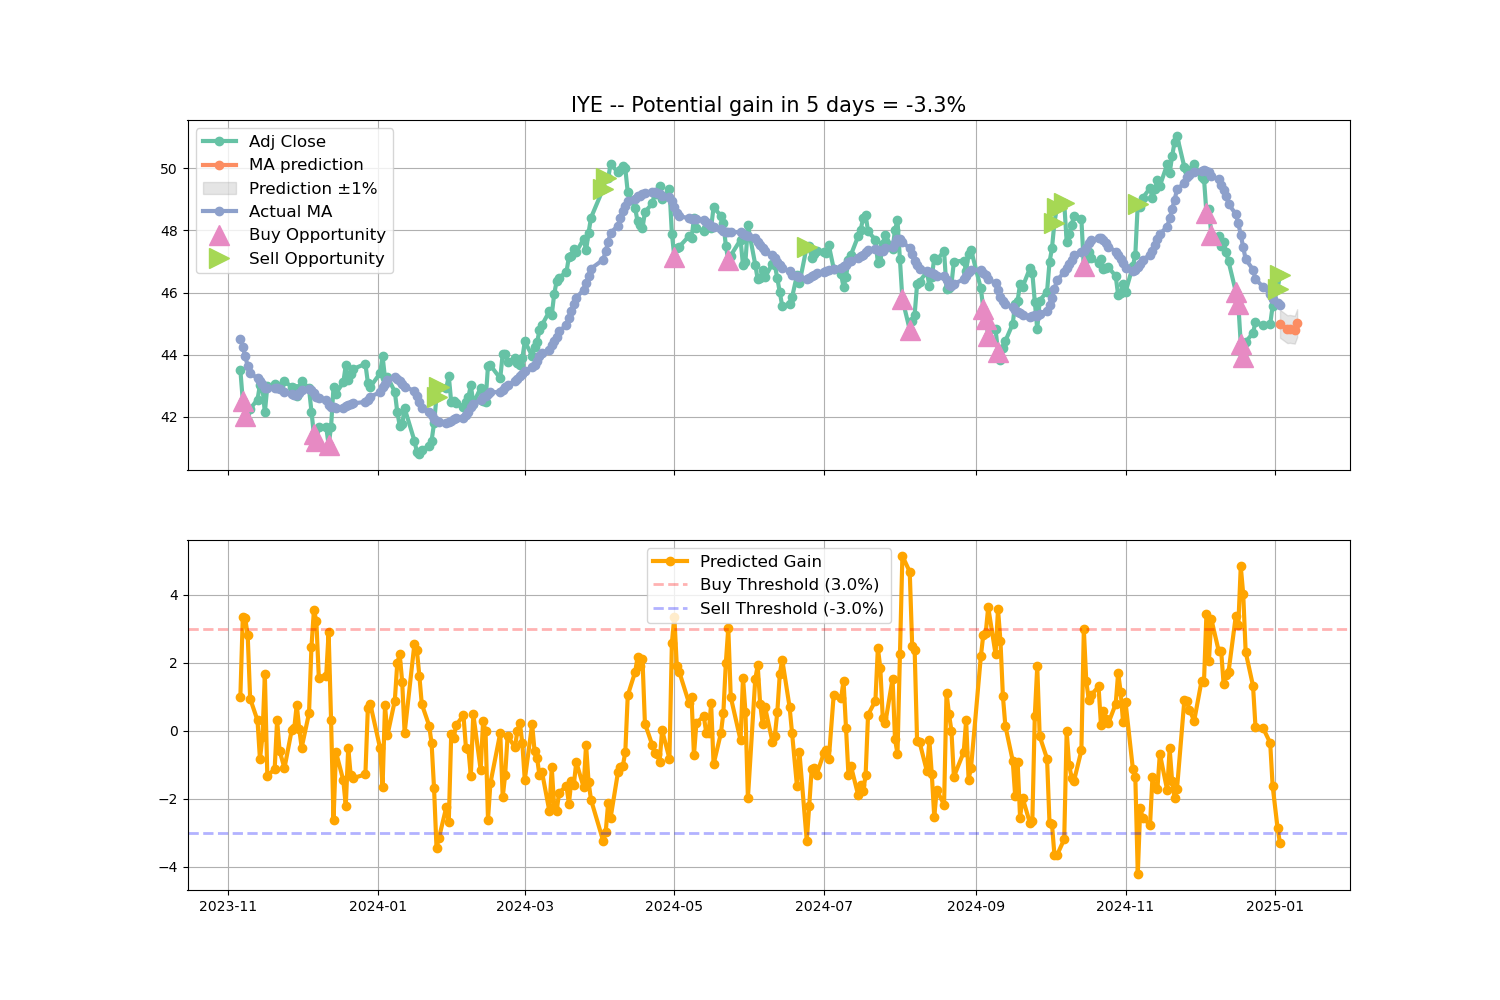 IYE -- Potential gain in 5 days = -3.3%
Adj Close
MA prediction
Prediction ±1%
Actual MA
Buy Opportunity
Sell Opportunity
50
48
46
44
42
Predicted Gain
Buy Threshold (3.0%)
Sell Threshold (-3.0%)
4
2
0
−2
−4
2023-11 2024-01 2024-03 2024-05 2024-07 2024-09 2024-11 2025-01